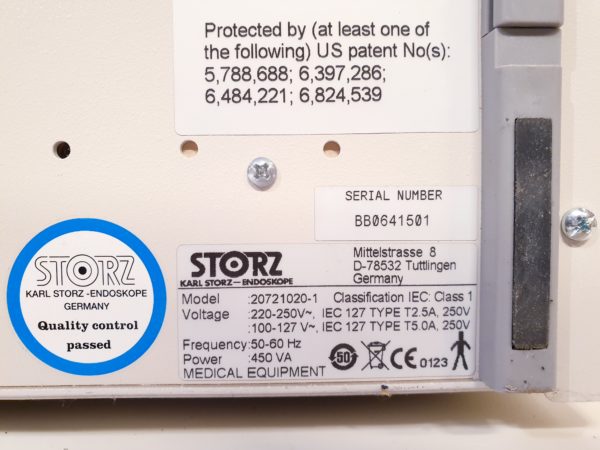 Protected by (at least one of
the following) US patent No(s):
5,788,688; 6,397,286;
6,484,221; 6,824,539
SERIAL NUMBER
BB0641501
STORZ
KARL STORZ-ENDOSKOPE
GERMANY
Quality control
passed
STORZ
KARL STORZ—ENDOSKOPE
Mittelstrasse 8
D-78532 Tuttlingen
Germany
Model :20721020-1 Classification IEC: Class 1
Voltage :220-250V~, IEC 127 TYPE T2.5A, 250V
:100-127 V~, IEC 127 TYPE T5.0A, 250V
Frequency:50-60 Hz
Power :450 VA
MEDICAL EQUIPMENT
50
CE 0123